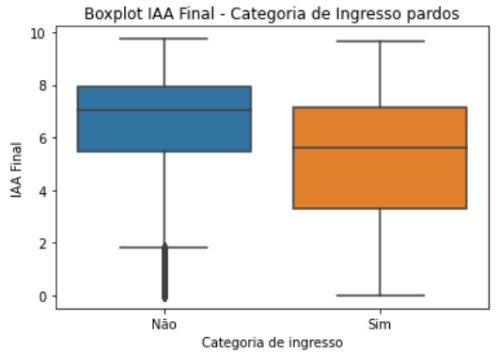 Boxplot IAA Final - Categoria de Ingresso pardos
10
8
6
4
2
0
IAA Final
Não
Sim
Categoria de ingresso